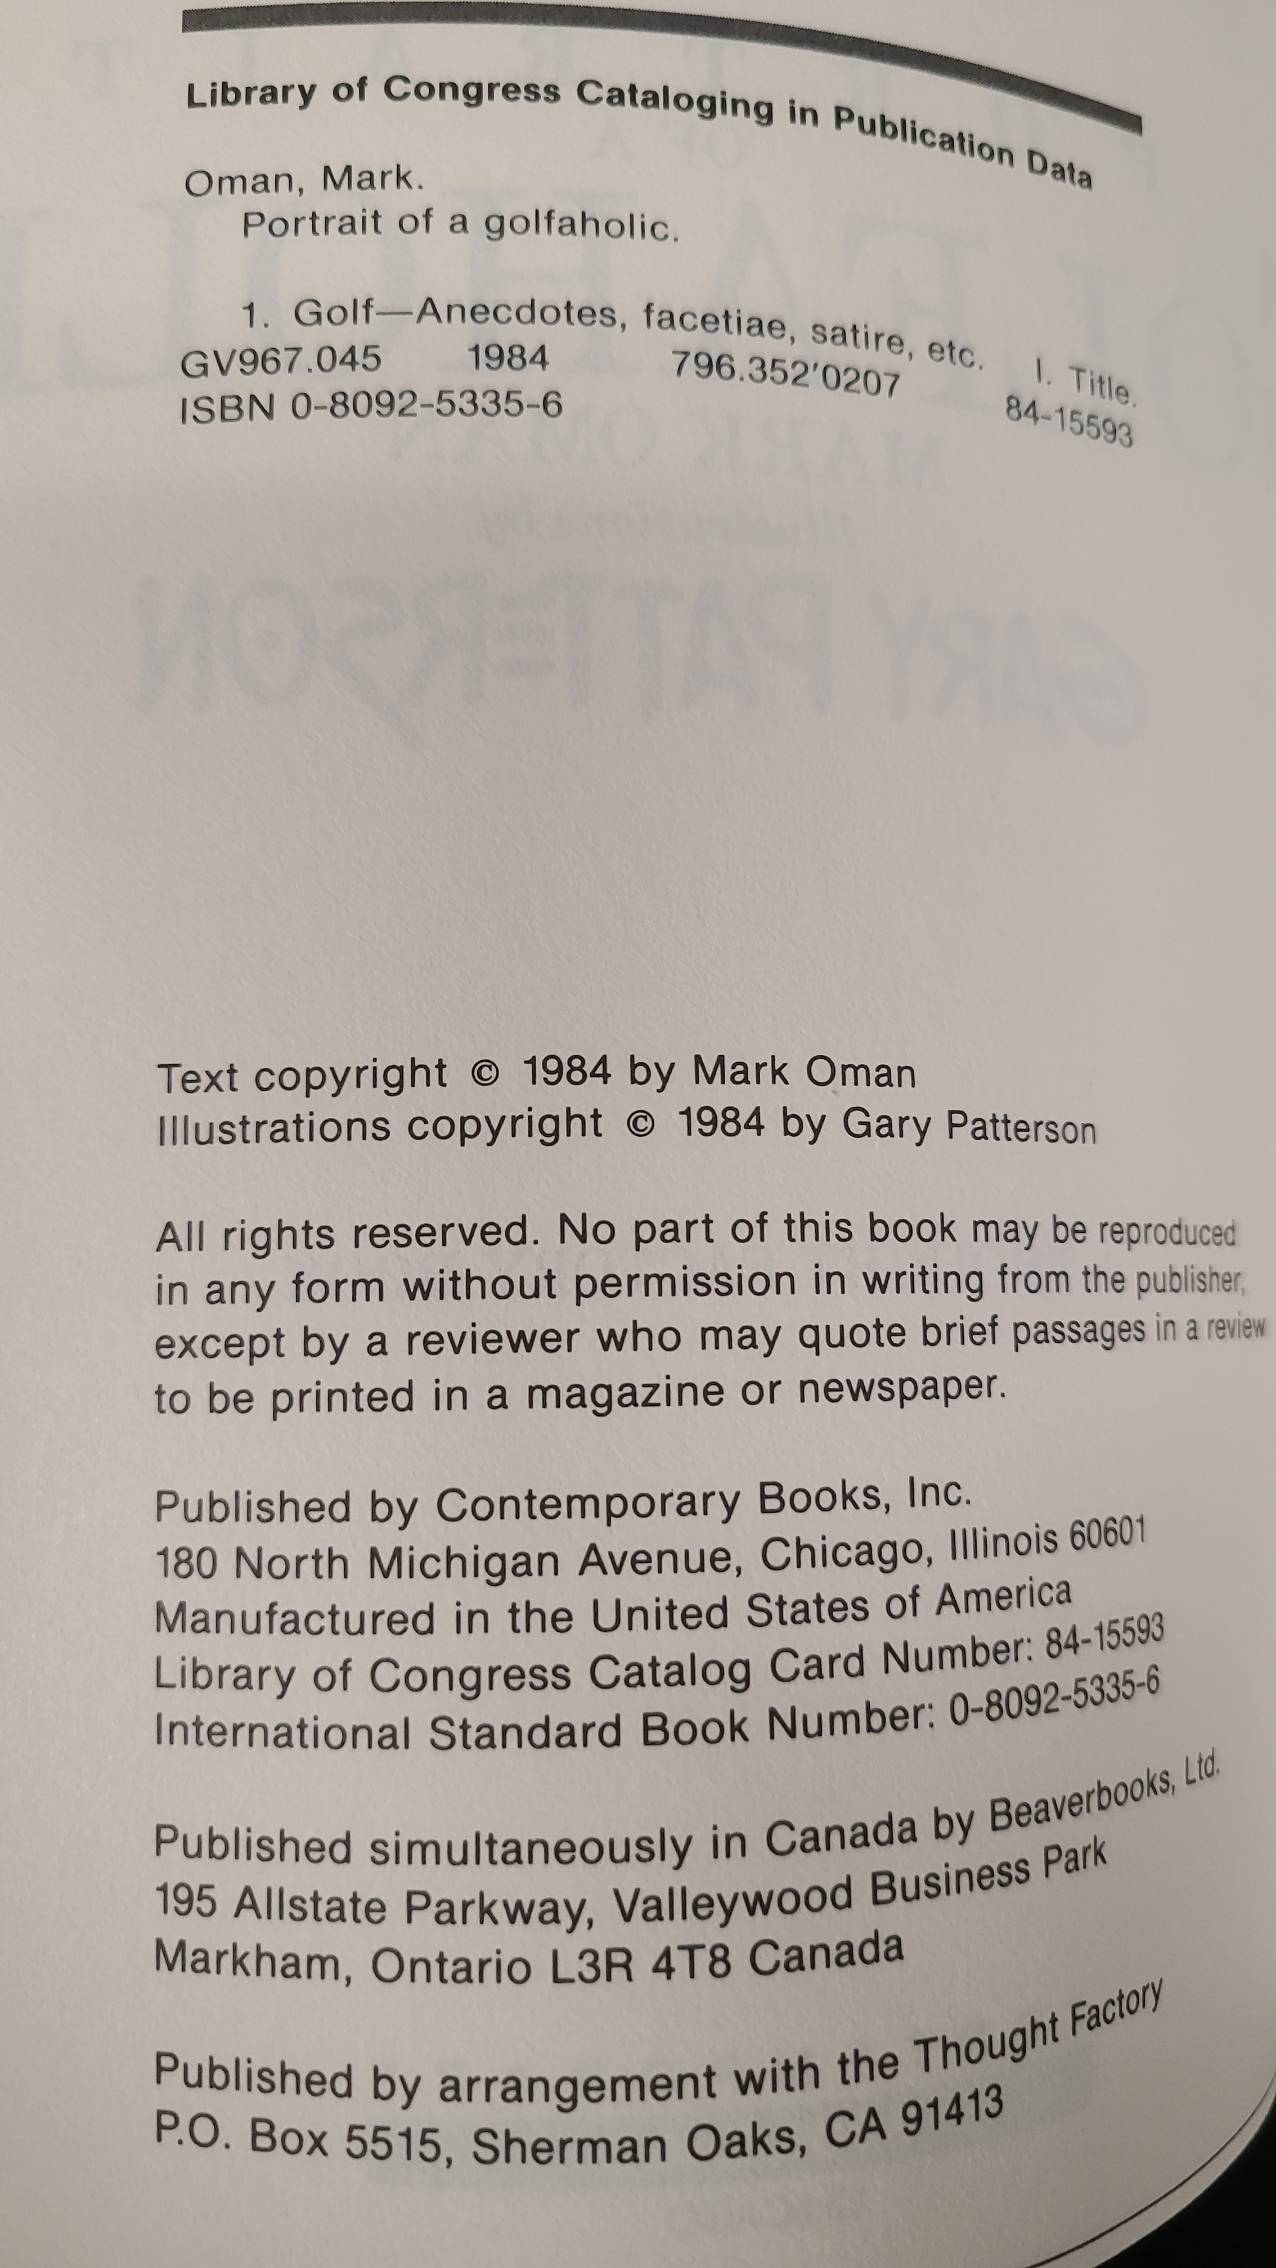 Library of Congress Cataloging in Publication Data
Oman, Mark.
Portrait of a golfaholic.
1. Golf—Anecdotes, facetiae, satire, etc. I. Title.
GV967.045 1984 796.352′0207 84-15593
ISBN 0-8092-5335-6
MARK OMAN
Illustrations by
GARY PATTERSON
Text copyright © 1984 by Mark Oman
Illustrations copyright © 1984 by Gary Patterson
All rights reserved. No part of this book may be reproduced
in any form without permission in writing from the publisher,
except by a reviewer who may quote brief passages in a review
to be printed in a magazine or newspaper.
Published by Contemporary Books, Inc.
180 North Michigan Avenue, Chicago, Illinois 60601
Manufactured in the United States of America
Library of Congress Catalog Card Number: 84-15593
International Standard Book Number: 0-8092-5335-6
Published simultaneously in Canada by Beaverbooks, Ltd.
195 Allstate Parkway, Valleywood Business Park
Markham, Ontario L3R 4T8 Canada
Published by arrangement with the Thought Factory
P.O. Box 5515, Sherman Oaks, CA 91413